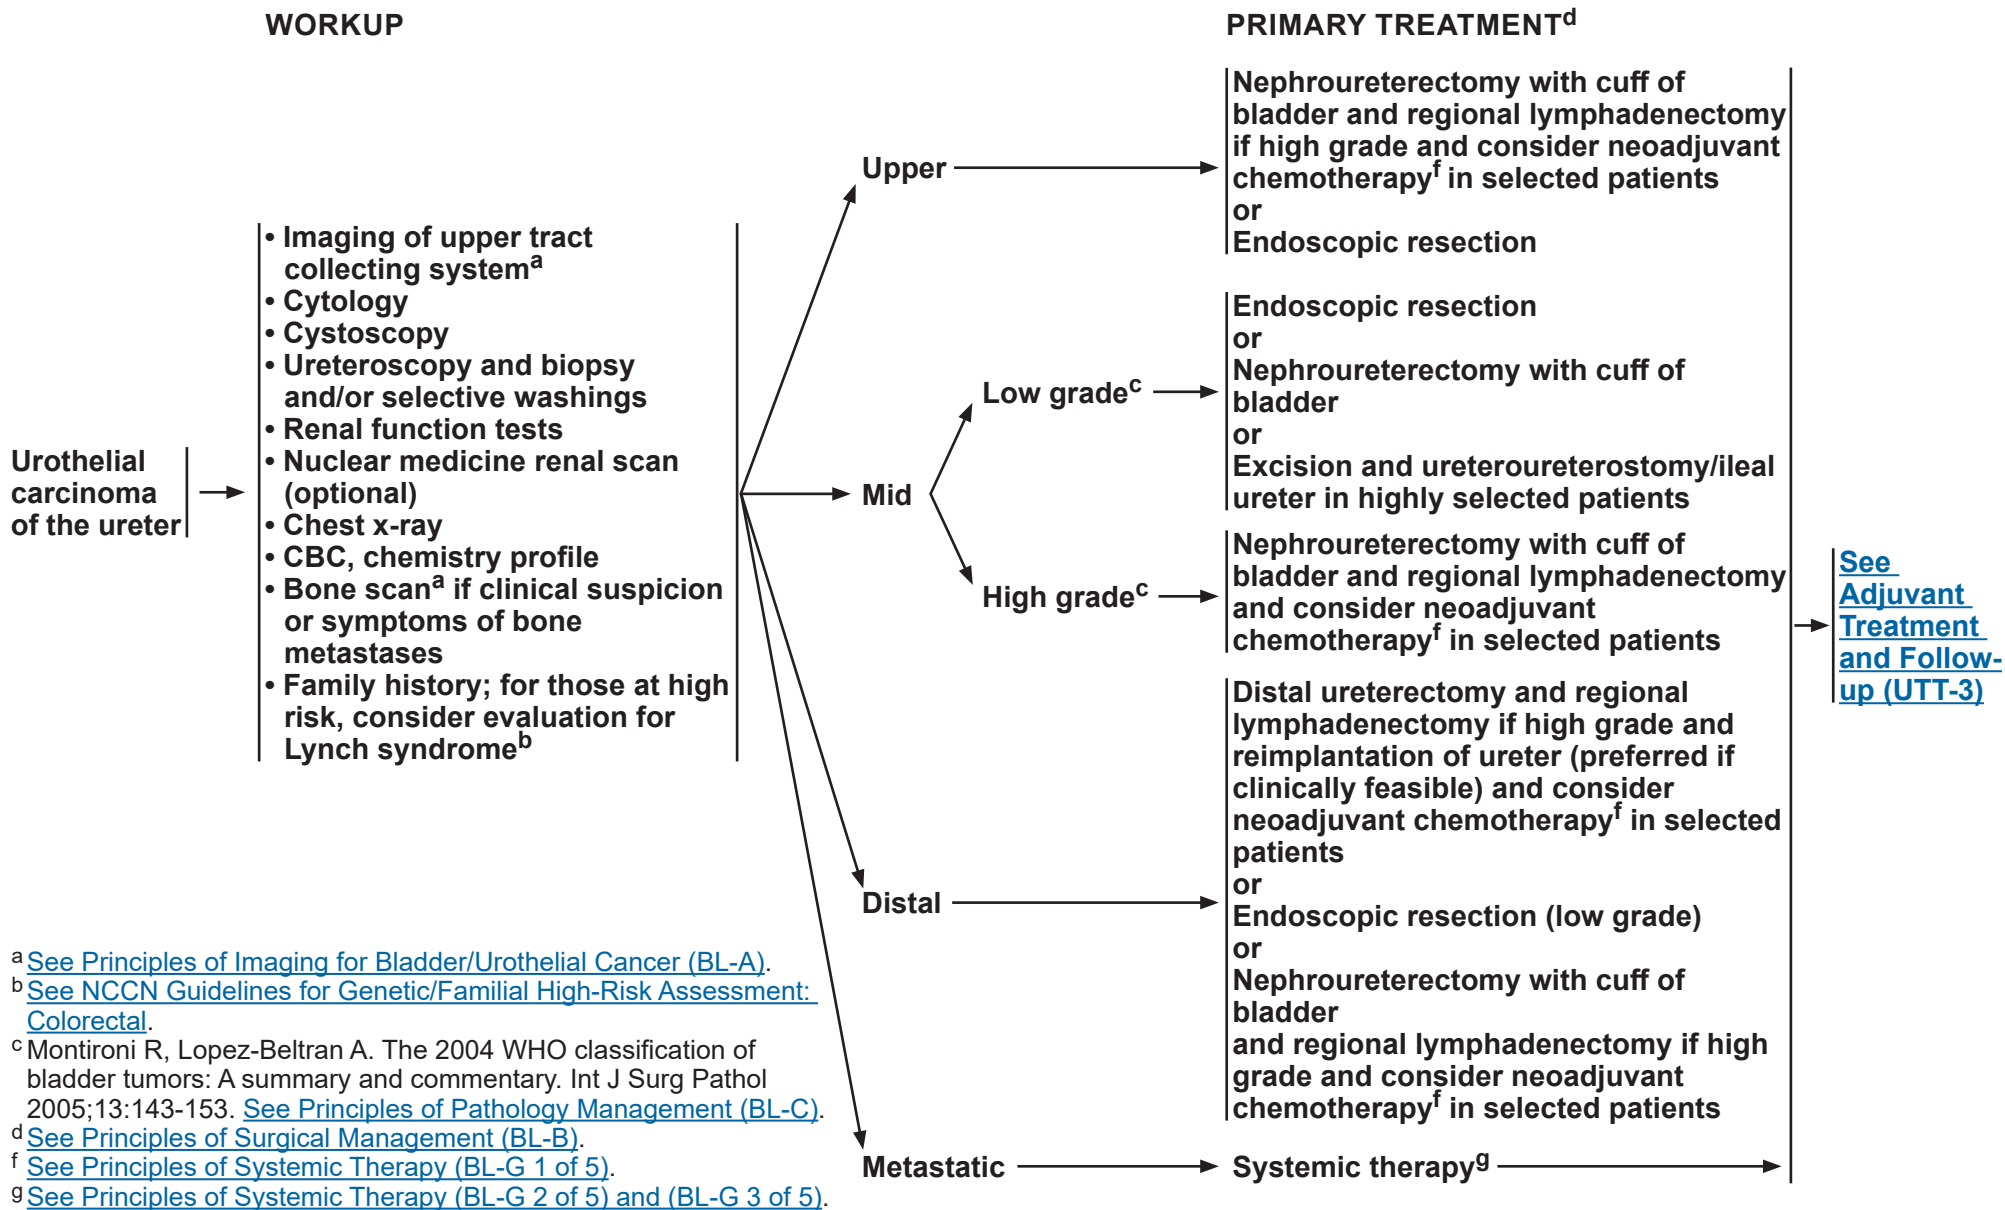 WORKUP
PRIMARY TREATMENTd
Urothelial
carcinoma
of the ureter
• Imaging of upper tract
collecting systema
• Cytology
• Cystoscopy
• Ureteroscopy and biopsy
and/or selective washings
• Renal function tests
• Nuclear medicine renal scan
(optional)
• Chest x-ray
• CBC, chemistry profile
• Bone scana if clinical suspicion
or symptoms of bone
metastases
• Family history; for those at high
risk, consider evaluation for
Lynch syndromeb
Upper
Nephroureterectomy with cuff of
bladder and regional lymphadenectomy
if high grade and consider neoadjuvant
chemotherapyf in selected patients
or
Endoscopic resection
Mid
Low gradec
Endoscopic resection
or
Nephroureterectomy with cuff of
bladder
or
Excision and ureteroureterostomy/ileal
ureter in highly selected patients
High gradec
Nephroureterectomy with cuff of
bladder and regional lymphadenectomy
and consider neoadjuvant
chemotherapyf in selected patients
Distal
Distal ureterectomy and regional
lymphadenectomy if high grade and
reimplantation of ureter (preferred if
clinically feasible) and consider
neoadjuvant chemotherapyf in selected
patients
or
Endoscopic resection (low grade)
or
Nephroureterectomy with cuff of
bladder
and regional lymphadenectomy if high
grade and consider neoadjuvant
chemotherapyf in selected patients
Metastatic
Systemic therapyg
See
Adjuvant
Treatment
and Follow-
up (UTT-3)
a See Principles of Imaging for Bladder/Urothelial Cancer (BL-A).
b See NCCN Guidelines for Genetic/Familial High-Risk Assessment:
Colorectal.
c Montironi R, Lopez-Beltran A. The 2004 WHO classification of
bladder tumors: A summary and commentary. Int J Surg Pathol
2005;13:143-153. See Principles of Pathology Management (BL-C).
d See Principles of Surgical Management (BL-B).
f See Principles of Systemic Therapy (BL-G 1 of 5).
g See Principles of Systemic Therapy (BL-G 2 of 5) and (BL-G 3 of 5).